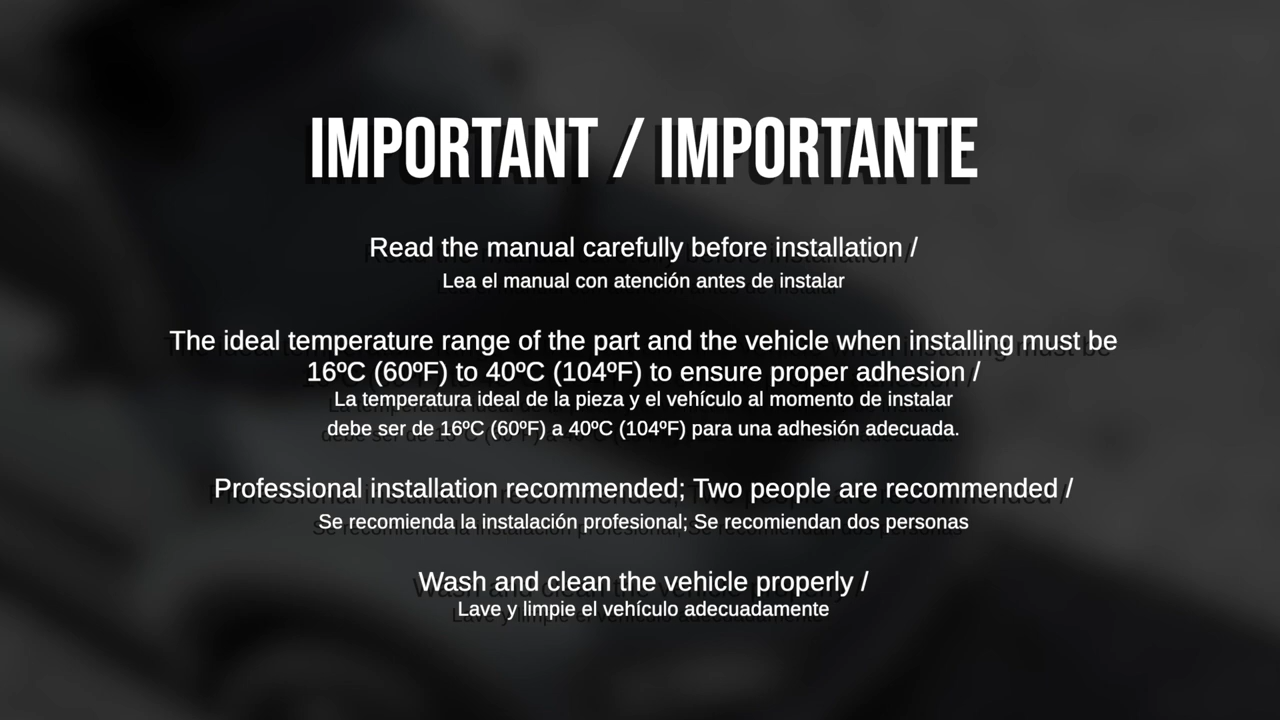 IMPORTANT / IMPORTANTE
Read the manual carefully before installation /
Lea el manual con atención antes de instalar
The ideal temperature range of the part and the vehicle when installing must be
16ºC (60ºF) to 40ºC (104ºF) to ensure proper adhesion /
La temperatura ideal de la pieza y el vehículo al momento de instalar
debe ser de 16ºC (60ºF) a 40ºC (104ºF) para una adhesión adecuada.
Professional installation recommended; Two people are recommended /
Se recomienda la instalación profesional; Se recomiendan dos personas
Wash and clean the vehicle properly /
Lave y limpie el vehículo adecuadamente